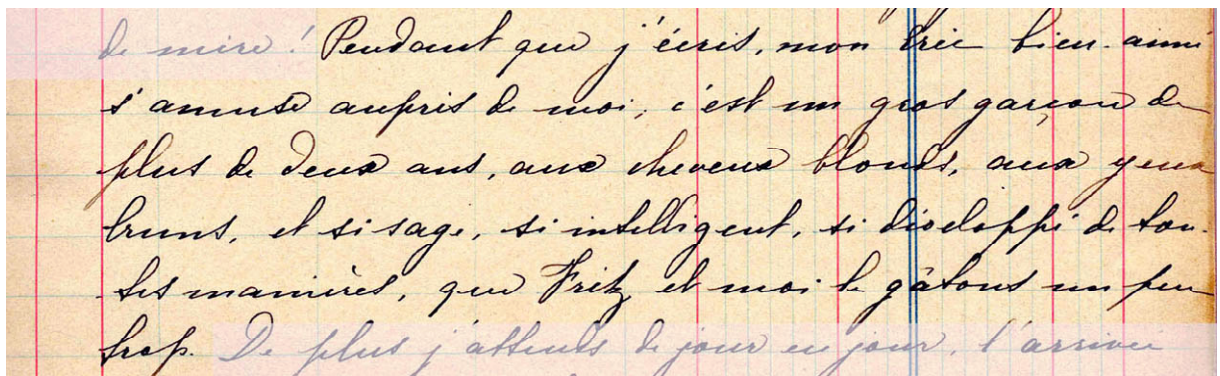 de mère! Pendant que j'écris, mon Éric bien-aimé
s'amuse auprès de moi; c'est un gros garçon de
plus de deux ans, aux cheveux blonds, aux yeux
bruns, et si sage, si intelligent, si développé de tou-
tes manières, que Fritz et moi le gâtons un peu
trop. De plus j'attends de jour en jour, l'arrivée